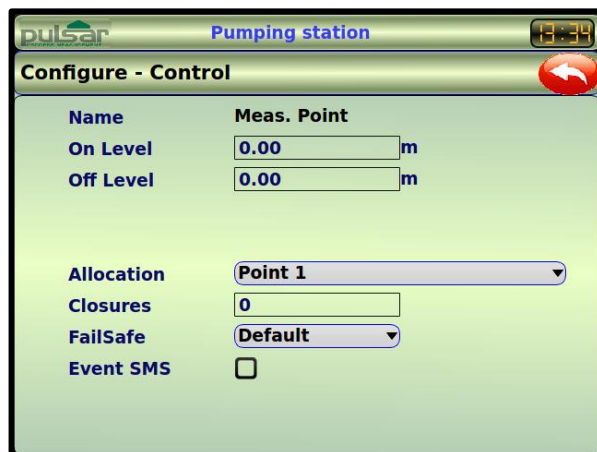 pulsar
Pumping station
13:34
Configure - Control
Name Meas. Point
On Level 0.00 m
Off Level 0.00 m
Allocation Point 1
Closures 0
FailSafe Default
Event SMS